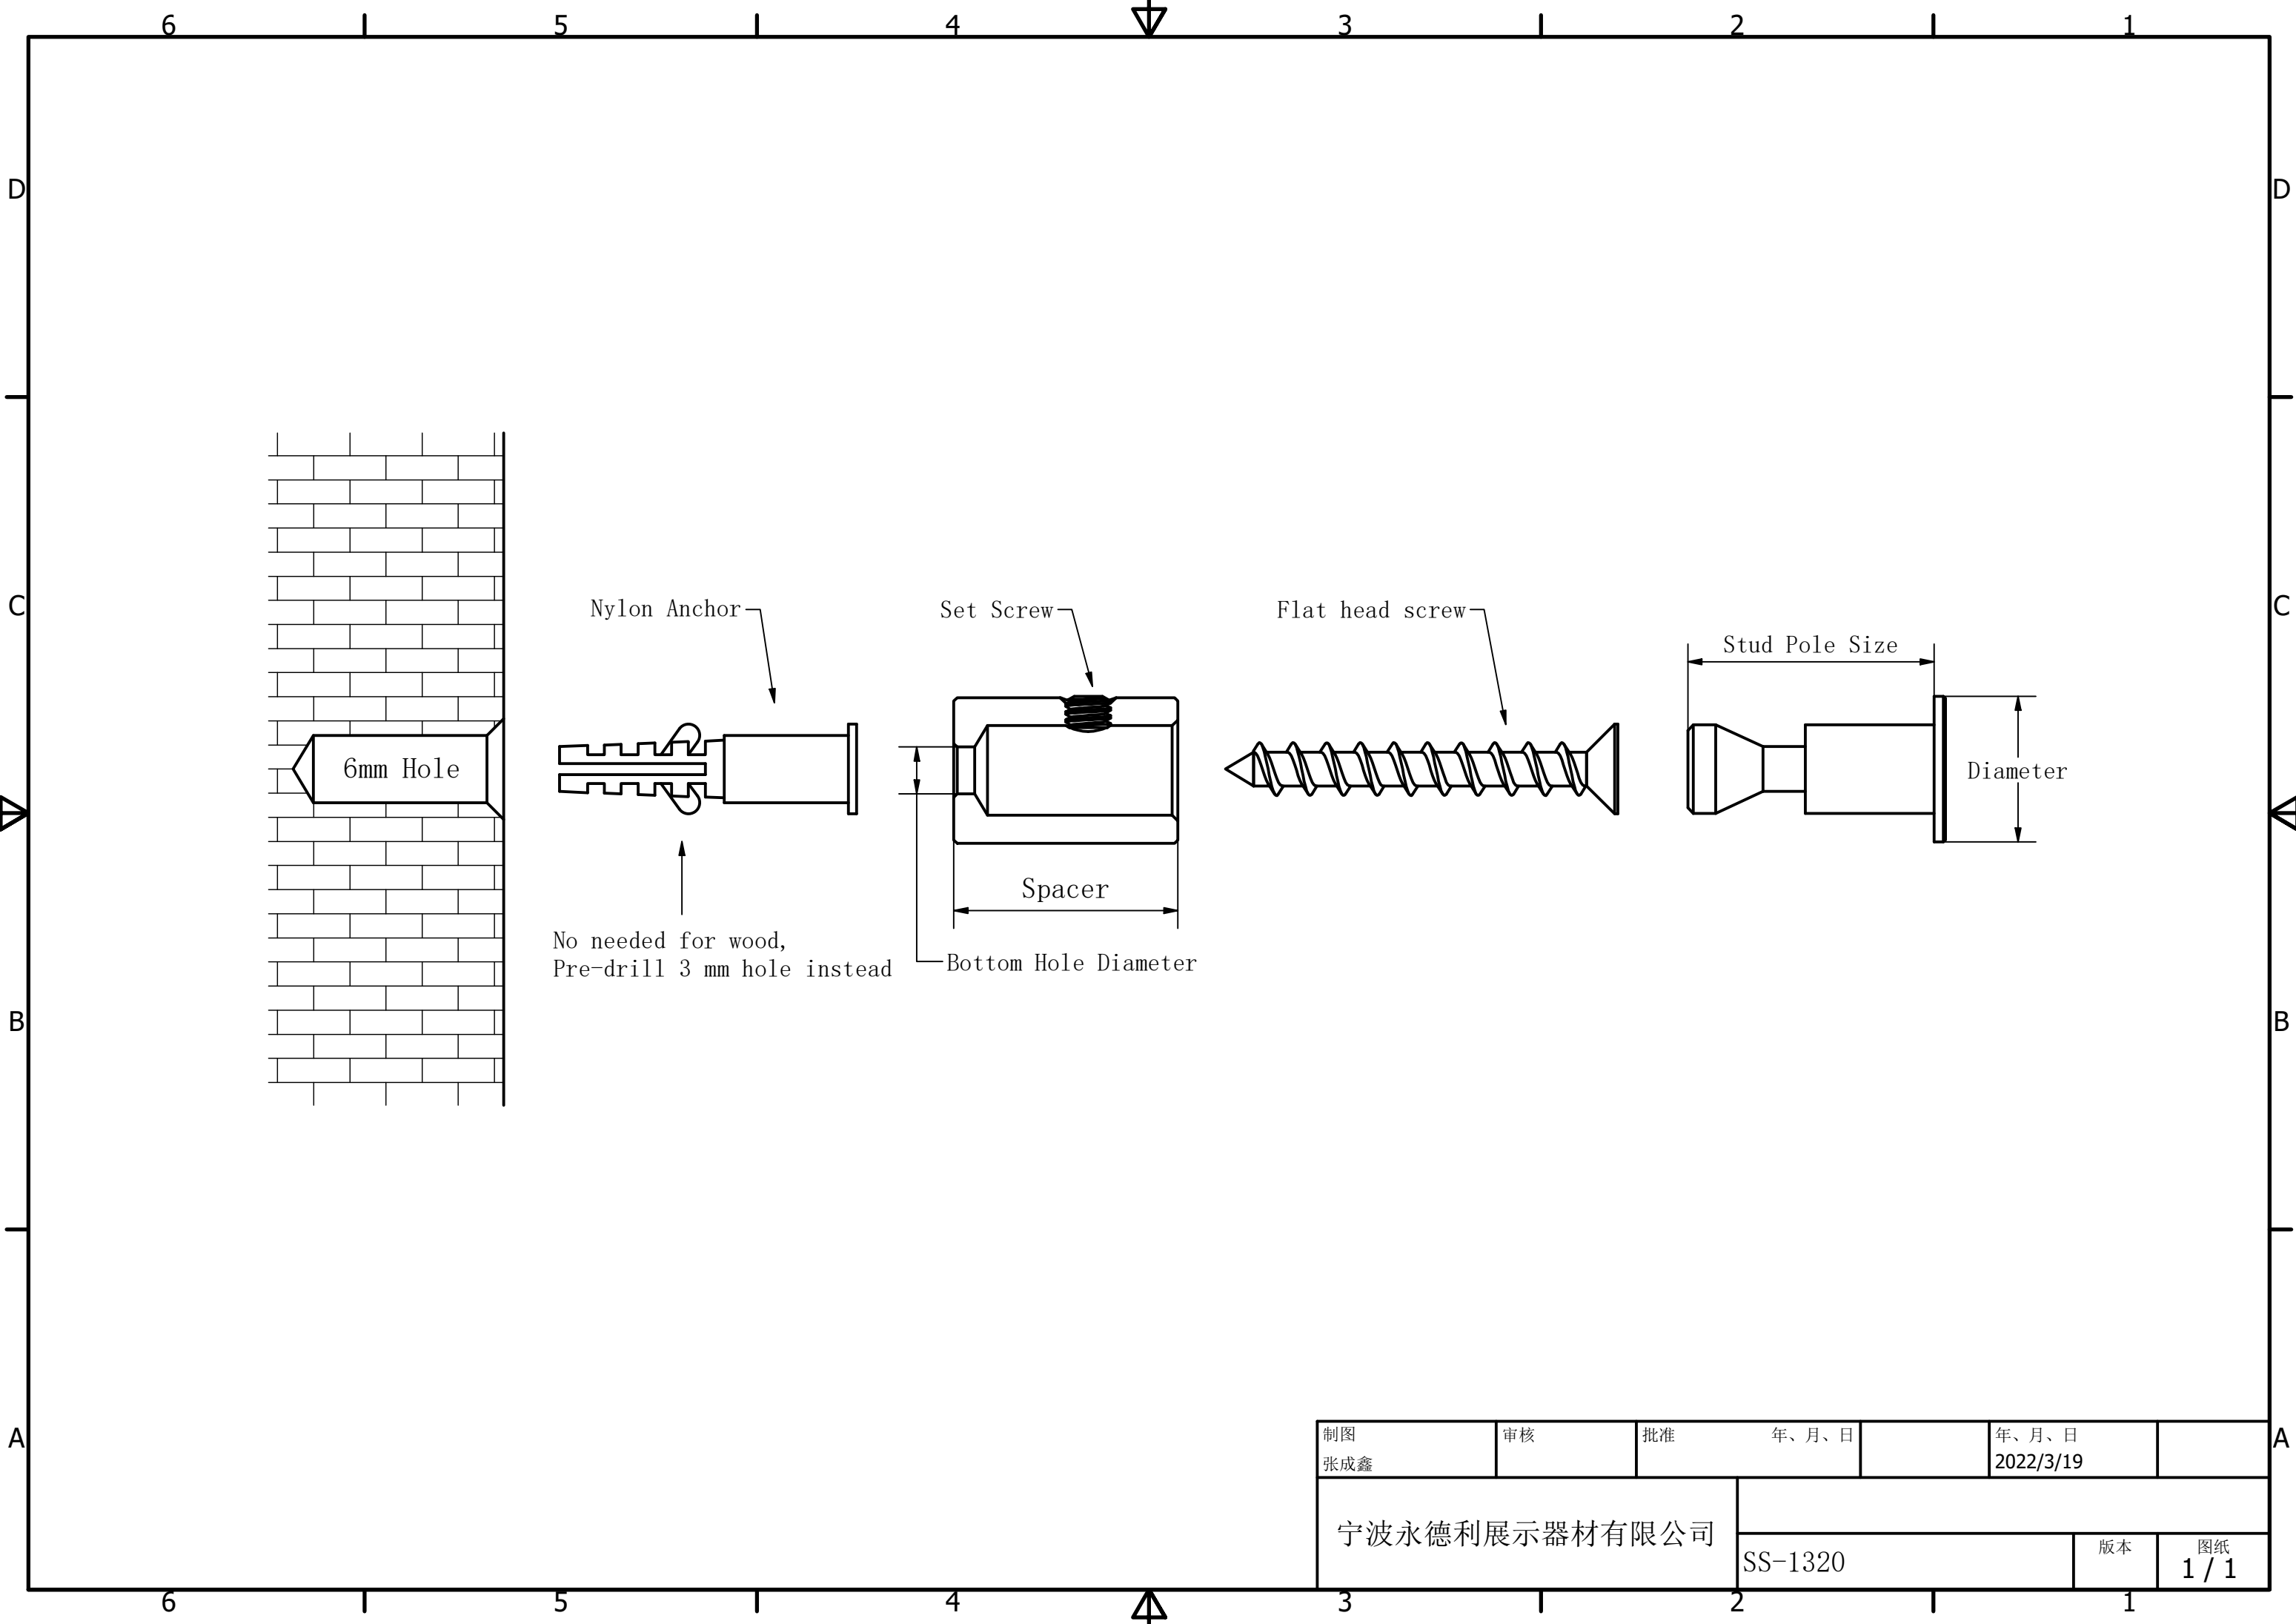 6 5 4 3 2 1
D D
Nylon Anchor
Set Screw
Flat head screw
C C
Stud Pole Size
6mm Hole
Diameter
Spacer
No needed for wood,
Pre-drill 3 mm hole instead
Bottom Hole Diameter
B B
A A
制图 审核 批准 年、月、日 年、月、日
张成鑫 2022/3/19
宁波永德利展示器材有限公司
SS-1320
版本 图纸
1 / 1
6 5 4 3 2 1